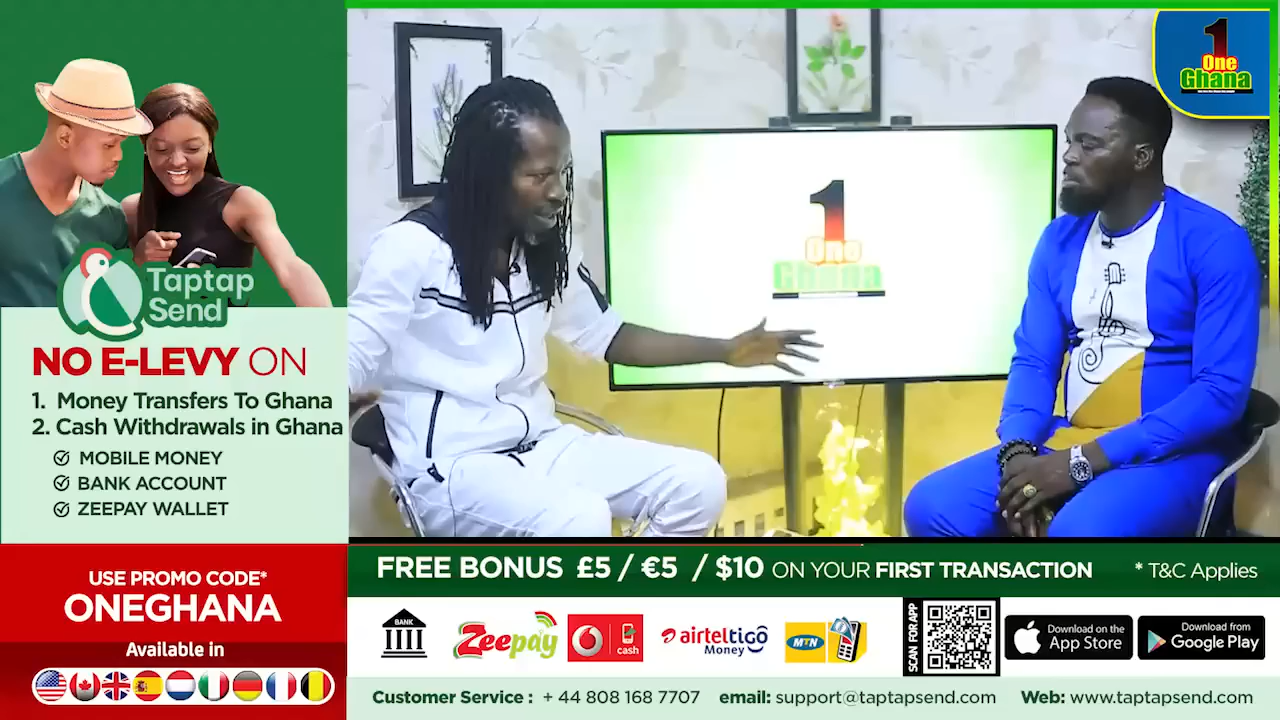 1
One
Ghana
1
One
Ghana
Taptap
Send
NO E-LEVY ON
1. Money Transfers To Ghana
2. Cash Withdrawals in Ghana
MOBILE MONEY
BANK ACCOUNT
ZEEPAY WALLET
USE PROMO CODE*
ONEGHANA
Available in
FREE BONUS £5 / €5 / $10 ON YOUR FIRST TRANSACTION * T&C Applies
BANK
Zeepay
cash
airteltigo
Money
MTN
SCAN FOR APP
Download on the
App Store
Download from
Google Play
Customer Service : + 44 808 168 7707 email: support@taptapsend.com Web: www.taptapsend.com